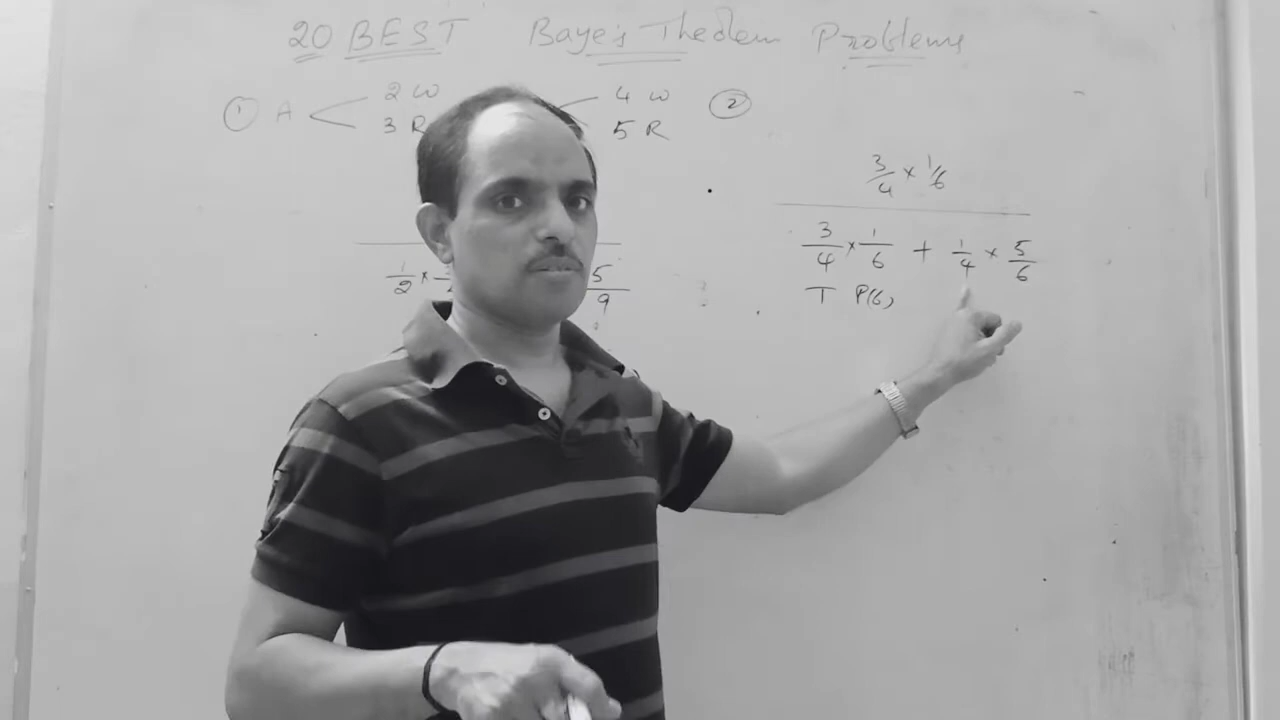 20 BEST Baye's Theorem Problems
① A 2 W 4 W ②
3 R 5 R
3/4 × 1/6
3/4 × 1/6 + 1/4 × 5/6
T P(6)
1/2 × 5/9